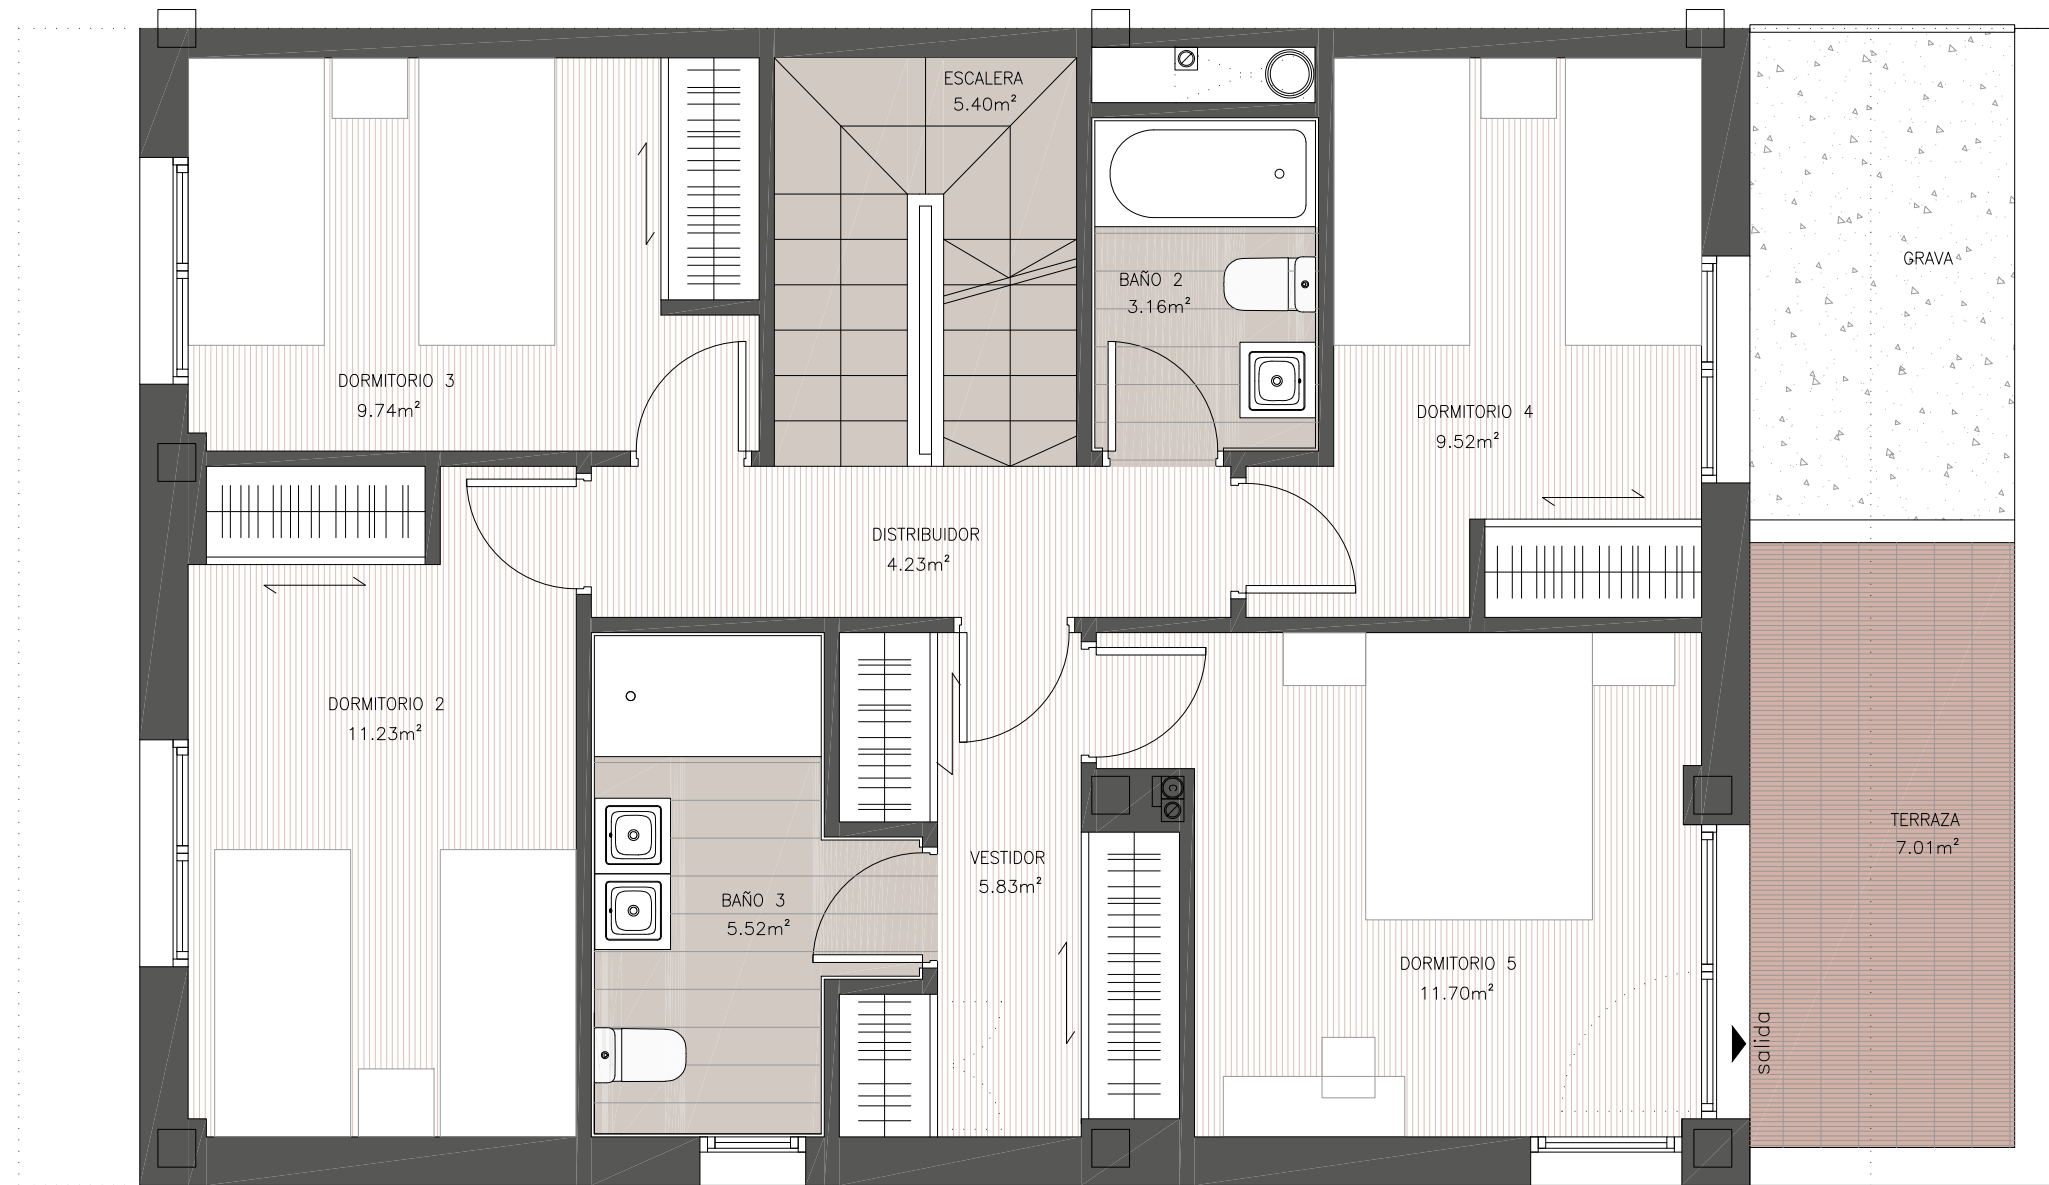 ESCALERA
5.40m²
GRAVA
BAÑO 2
3.16m²
DORMITORIO 3
9.74m²
DORMITORIO 4
9.52m²
DISTRIBUIDOR
4.23m²
DORMITORIO 2
11.23m²
C
TERRAZA
7.01m²
VESTIDOR
5.83m²
BAÑO 3
5.52m²
DORMITORIO 5
11.70m²
salida